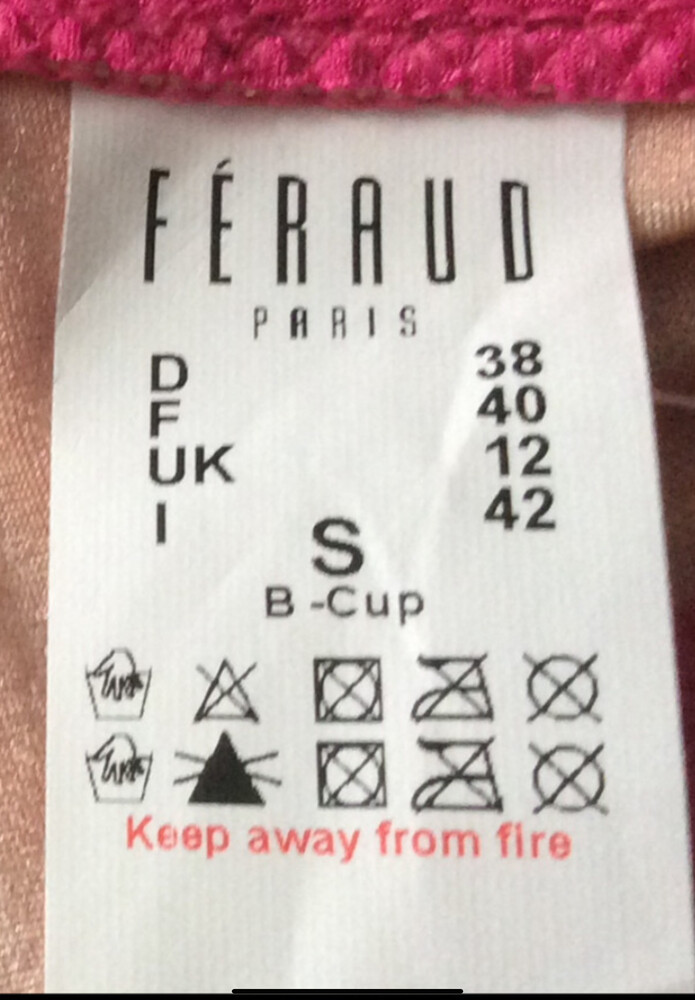 FÉRAUD
PARIS
D 38
F 40
UK 12
I 42
S
B -Cup
Keep away from fire